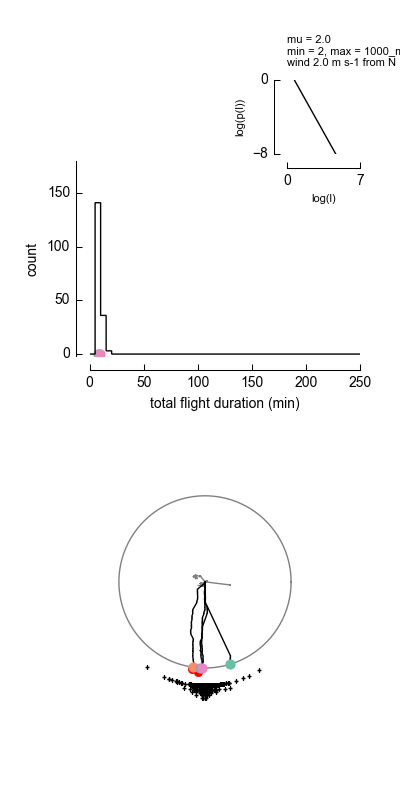 mu = 2.0
min = 2, max = 1000_m
wind 2.0 m s-1 from N
0
−8
log(p(l))
0 7
log(l)
150
100
50
0
count
0 50 100 150 200 250
total flight duration (min)